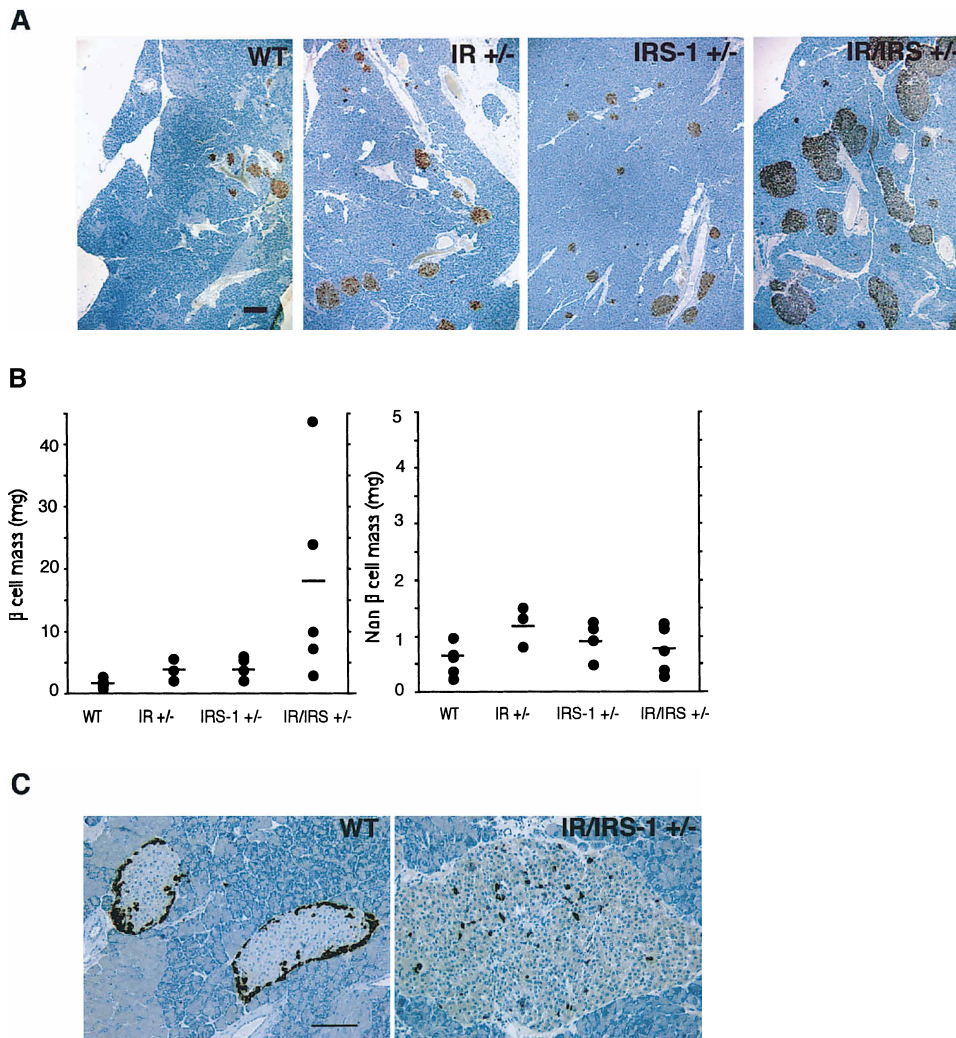 A
WT
IR +/-
IRS-1 +/-
IR/IRS +/-
B
β cell mass (mg)
40
30
20
10
0
WT
IR +/-
IRS-1 +/-
IR/IRS +/-
Non β cell mass (mg)
5
4
3
2
1
0
WT
IR +/-
IRS-1 +/-
IR/IRS +/-
C
WT
IR/IRS-1 +/-